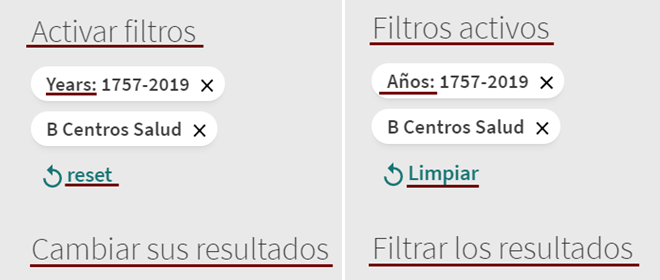 Activar filtros
Years: 1757-2019 ×
B Centros Salud ×
reset
Cambiar sus resultados
Filtros activos
Años: 1757-2019 ×
B Centros Salud ×
Limpiar
Filtrar los resultados